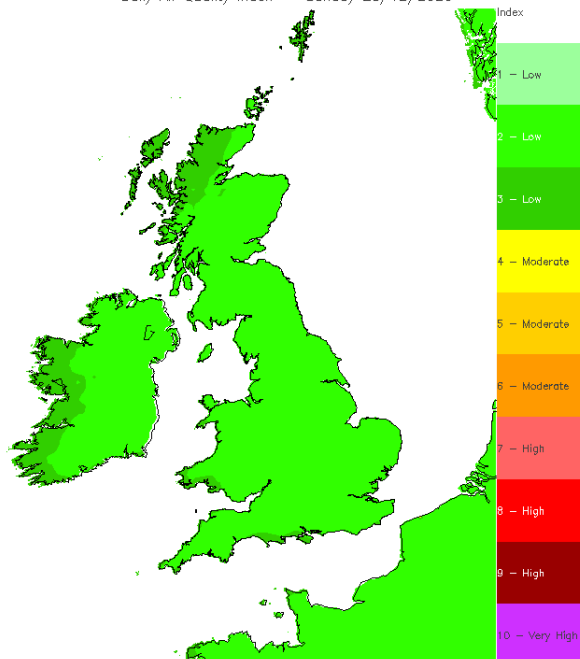 Index
1 - Low
2 - Low
3 - Low
4 - Moderate
5 - Moderate
6 - Moderate
7 - High
8 - High
9 - High
10 - Very High